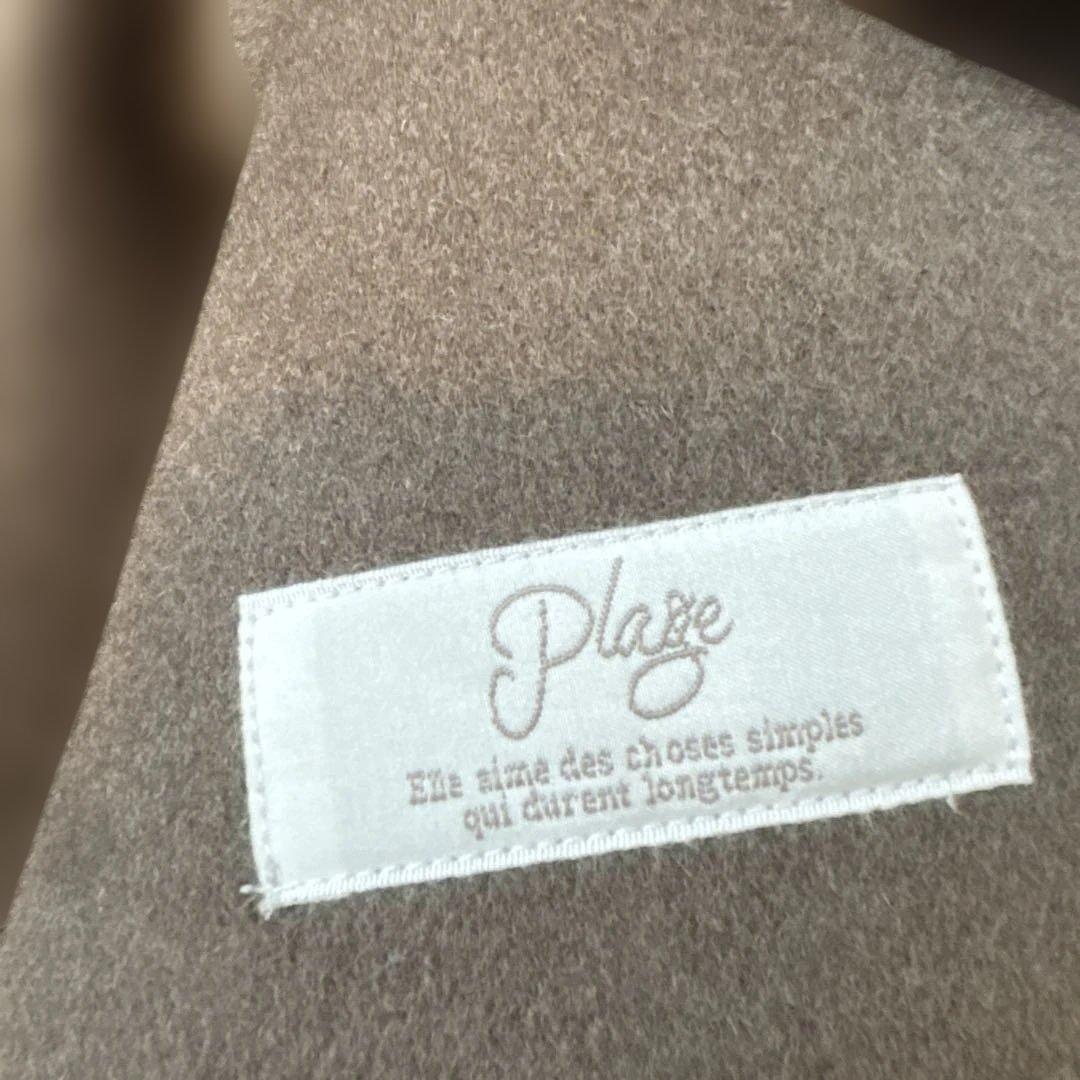 Plage
Elle aime des choses simples
qui durent longtemps.